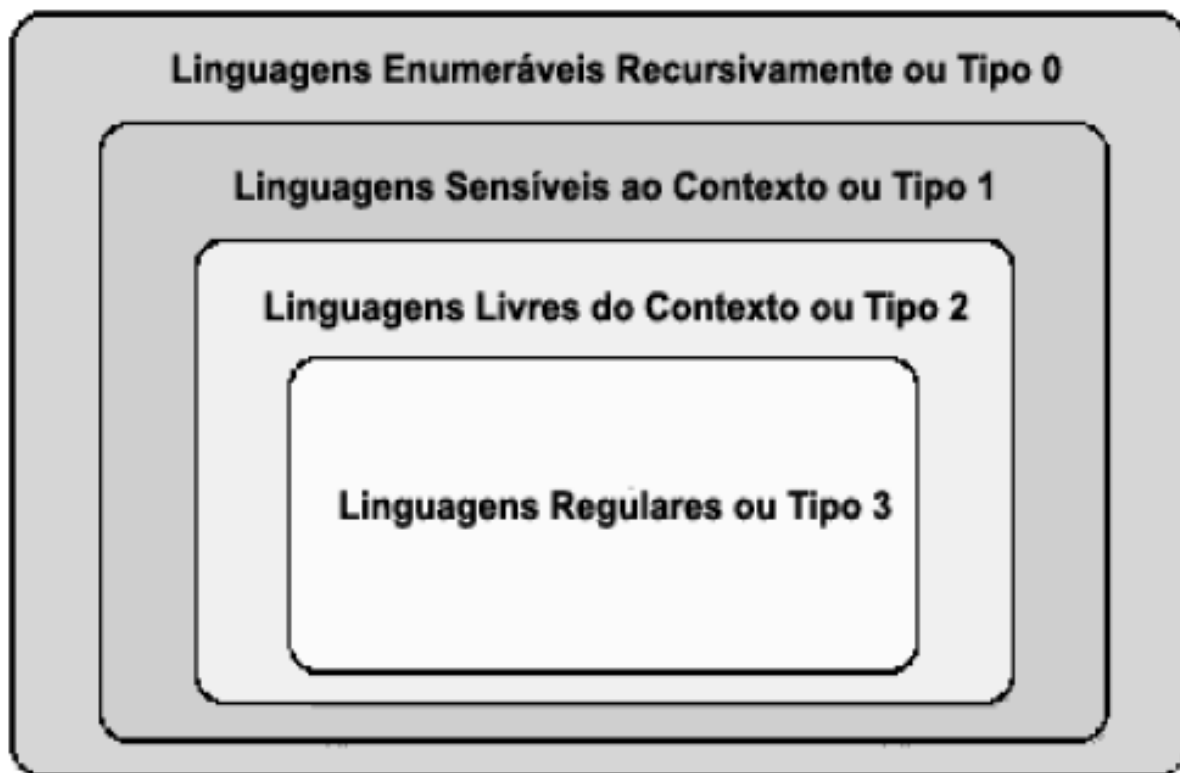 Linguagens Enumeráveis Recursivamente ou Tipo 0
Linguagens Sensíveis ao Contexto ou Tipo 1
Linguagens Livres do Contexto ou Tipo 2
Linguagens Regulares ou Tipo 3